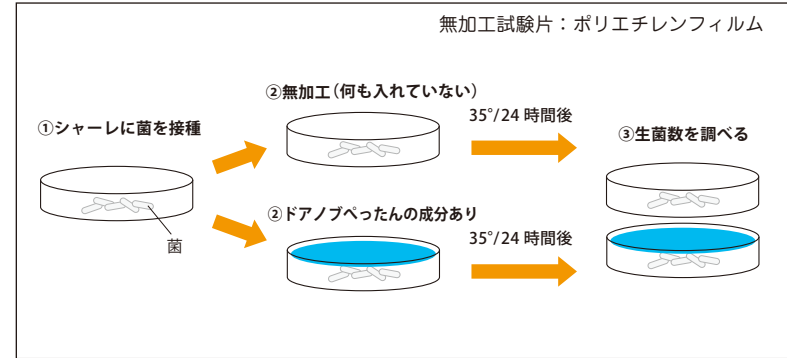 無加工試験片：ポリエチレンフィルム
①シャーレに菌を接種
菌
②無加工（何も入れていない）
35°/24 時間後
②ドアノブぺったんの成分あり
35°/24 時間後
③生菌数を調べる